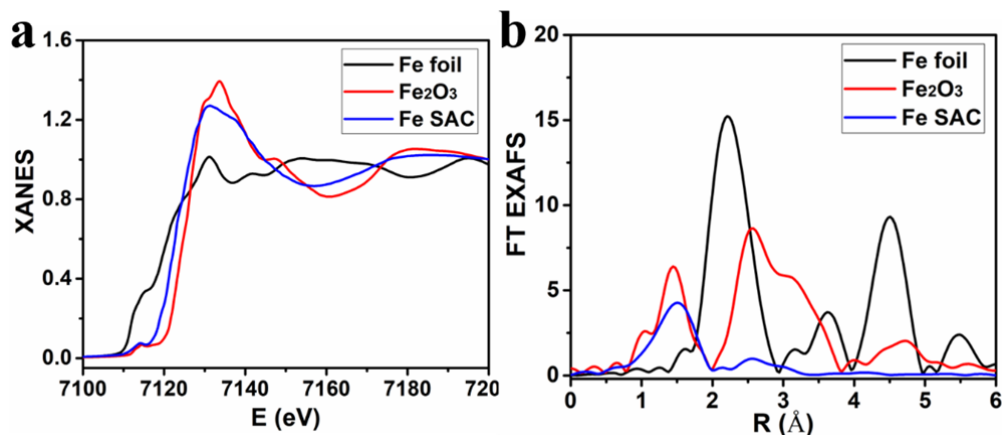 a
XANES
1.6
1.2
0.8
0.4
0.0
Fe foil
Fe₂O₃
Fe SAC
7100 7120 7140 7160 7180 720
E (eV)
b
FT EXAFS
20
15
10
5
0
Fe foil
Fe₂O₃
Fe SAC
0 1 2 3 4 5 6
R (Å)